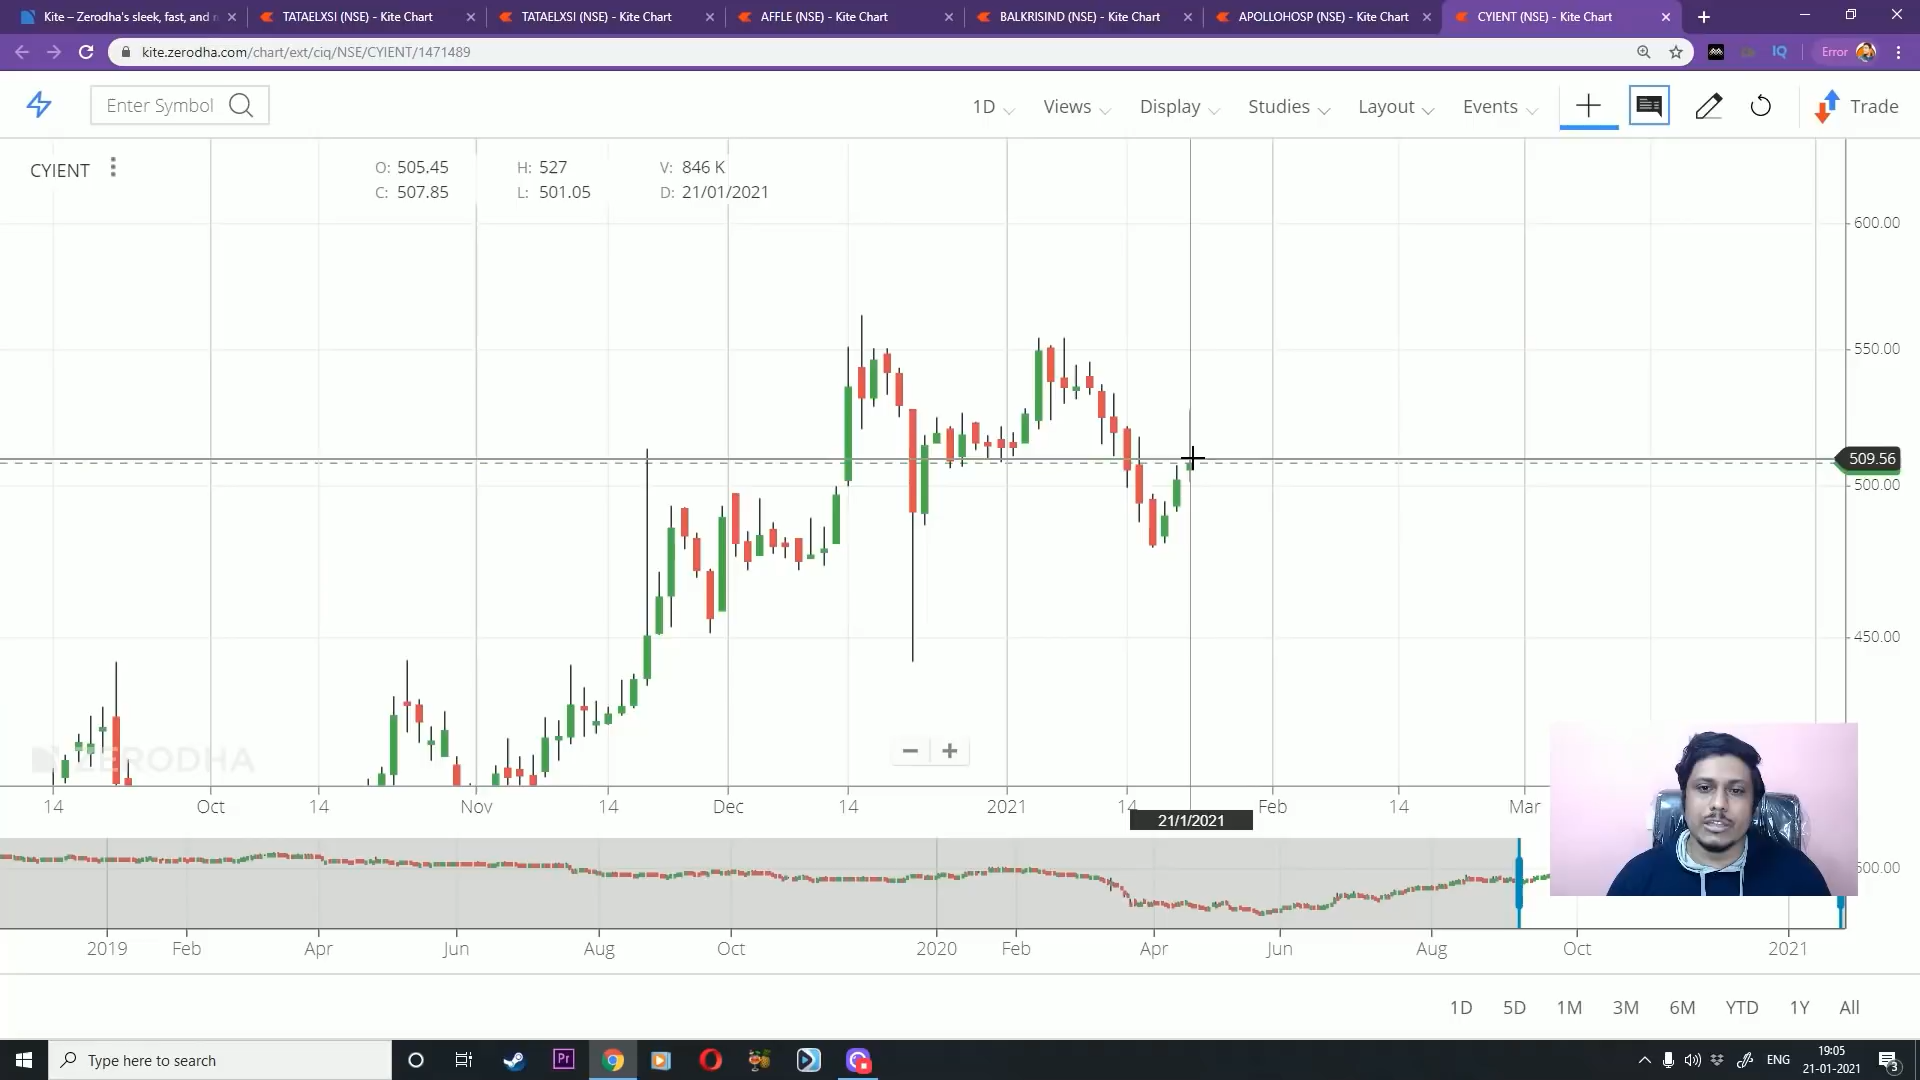 Kite – Zerodha's sleek, fast, and
TATAELXSI (NSE) - Kite Chart
TATAELXSI (NSE) - Kite Chart
AFFLE (NSE) - Kite Chart
BALKRISIND (NSE) - Kite Chart
APOLLOHOSP (NSE) - Kite Chart
CYIENT (NSE) - Kite Chart
kite.zerodha.com/chart/ext/ciq/NSE/CYIENT/1471489
IQ
Error
Enter Symbol
1D
Views
Display
Studies
Layout
Events
Trade
CYIENT
O: 505.45
H: 527
V: 846 K
C: 507.85
L: 501.05
D: 21/01/2021
600.00
550.00
509.56
500.00
450.00
ZERODHA
14 Oct 14 Nov 14 Dec 14 2021 14 Feb 14 Mar
21/1/2021
500.00
2019 Feb Apr Jun Aug Oct 2020 Feb Apr Jun Aug Oct 2021
1D 5D 1M 3M 6M YTD 1Y All
Type here to search
Pr
ENG
19:05
21-01-2021
3